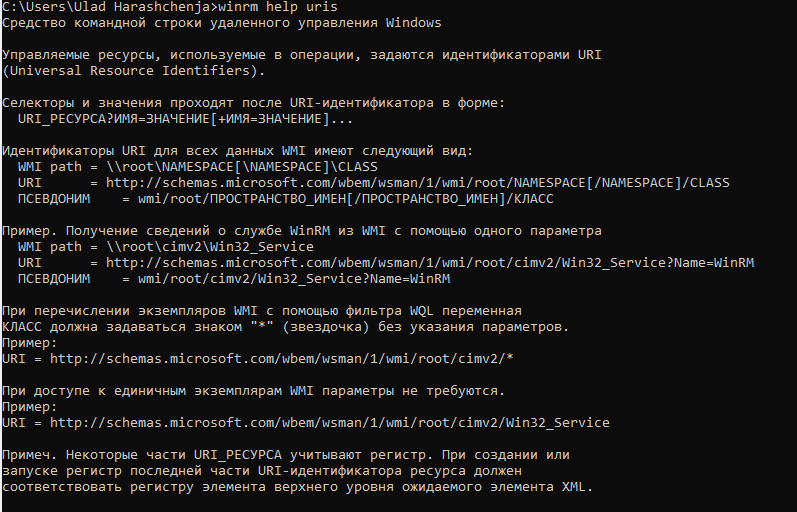 C:\Users\Ulad Harashchenja>winrm help uris
Средство командной строки удаленного управления Windows
Управляемые ресурсы, используемые в операции, задаются идентификаторами URI
(Universal Resource Identifiers).
Селекторы и значения проходят после URI-идентификатора в форме:
URI_РЕСУРСА?ИМЯ=ЗНАЧЕНИЕ[+ИМЯ=ЗНАЧЕНИЕ]...
Идентификаторы URI для всех данных WMI имеют следующий вид:
WMI path = \\root\NAMESPACE[\NAMESPACE]\CLASS
URI      = http://schemas.microsoft.com/wbem/wsman/1/wmi/root/NAMESPACE[/NAMESPACE]/CLASS
ПСЕВДОНИМ    = wmi/root/ПРОСТРАНСТВО_ИМЕН[/ПРОСТРАНСТВО_ИМЕН]/КЛАСС
Пример. Получение сведений о службе WinRM из WMI с помощью одного параметра
WMI path = \\root\cimv2\Win32_Service
URI      = http://schemas.microsoft.com/wbem/wsman/1/wmi/root/cimv2/Win32_Service?Name=WinRM
ПСЕВДОНИМ    = wmi/root/cimv2/Win32_Service?Name=WinRM
При перечислении экземпляров WMI с помощью фильтра WQL переменная
КЛАСС должна задаваться знаком "*" (звездочка) без указания параметров.
Пример:
URI = http://schemas.microsoft.com/wbem/wsman/1/wmi/root/cimv2/*
При доступе к единичным экземплярам WMI параметры не требуются.
Пример:
URI = http://schemas.microsoft.com/wbem/wsman/1/wmi/root/cimv2/Win32_Service
Примеч. Некоторые части URI_РЕСУРСА учитывают регистр. При создании или
запуске регистр последней части URI-идентификатора ресурса должен
соответствовать регистру элемента верхнего уровня ожидаемого элемента XML.